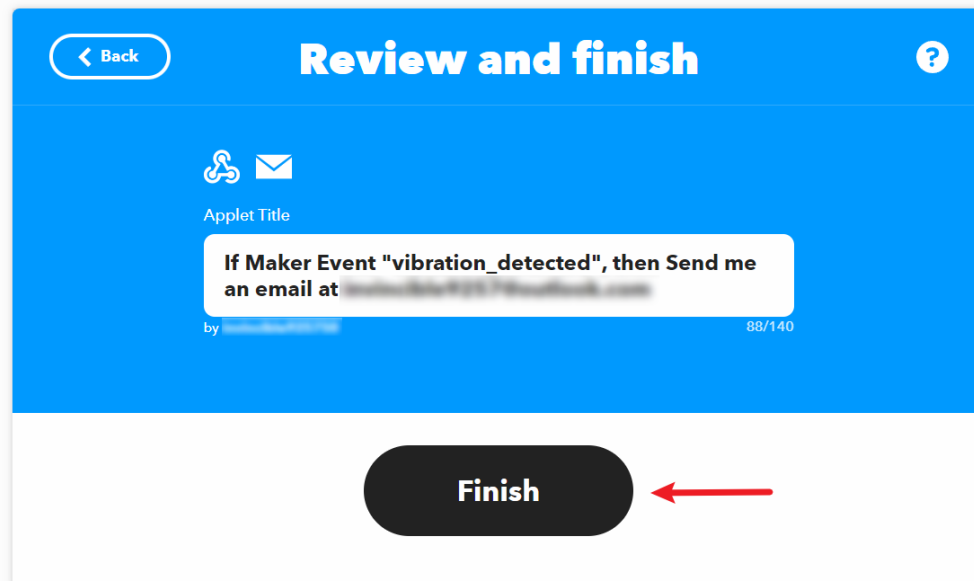 Back
Review and finish
?
Applet Title
If Maker Event "vibration_detected", then Send me
an email at
by
88/140
Finish